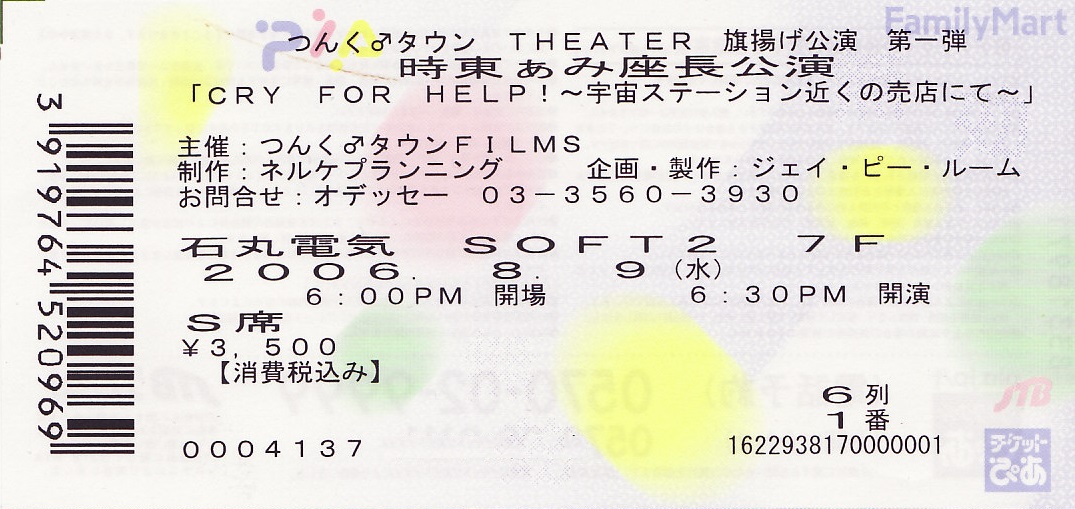 PiA
FamilyMart
つんく♂タウン THEATER 旗揚げ公演 第一弾
時東ぁみ座長公演
「CRY FOR HELP!～宇宙ステーション近くの売店にて～」
主催:つんく♂タウンFILMS
制作:ネルケプランニング 企画・製作:ジェイ・ピー・ルーム
お問合せ:オデッセー 03-3560-3930
石丸電気 SOFT2 7F
2006. 8. 9(水)
6:00PM 開場 6:30PM 開演
S席
¥3,500
【消費税込み】
6列
1番
0004137
1622938170000001
3919764520969
JTB
チケットぴあ